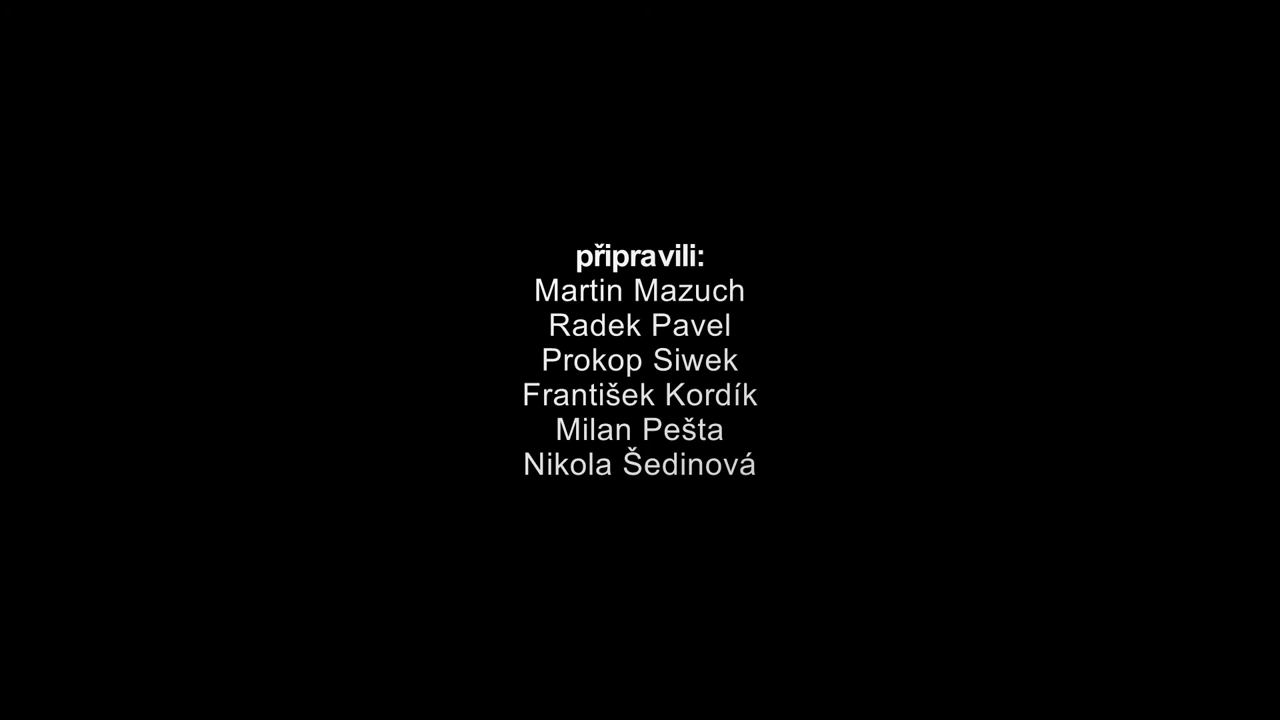 připravili:
Martin Mazuch
Radek Pavel
Prokop Siwek
František Kordík
Milan Pešta
Nikola Šedinová